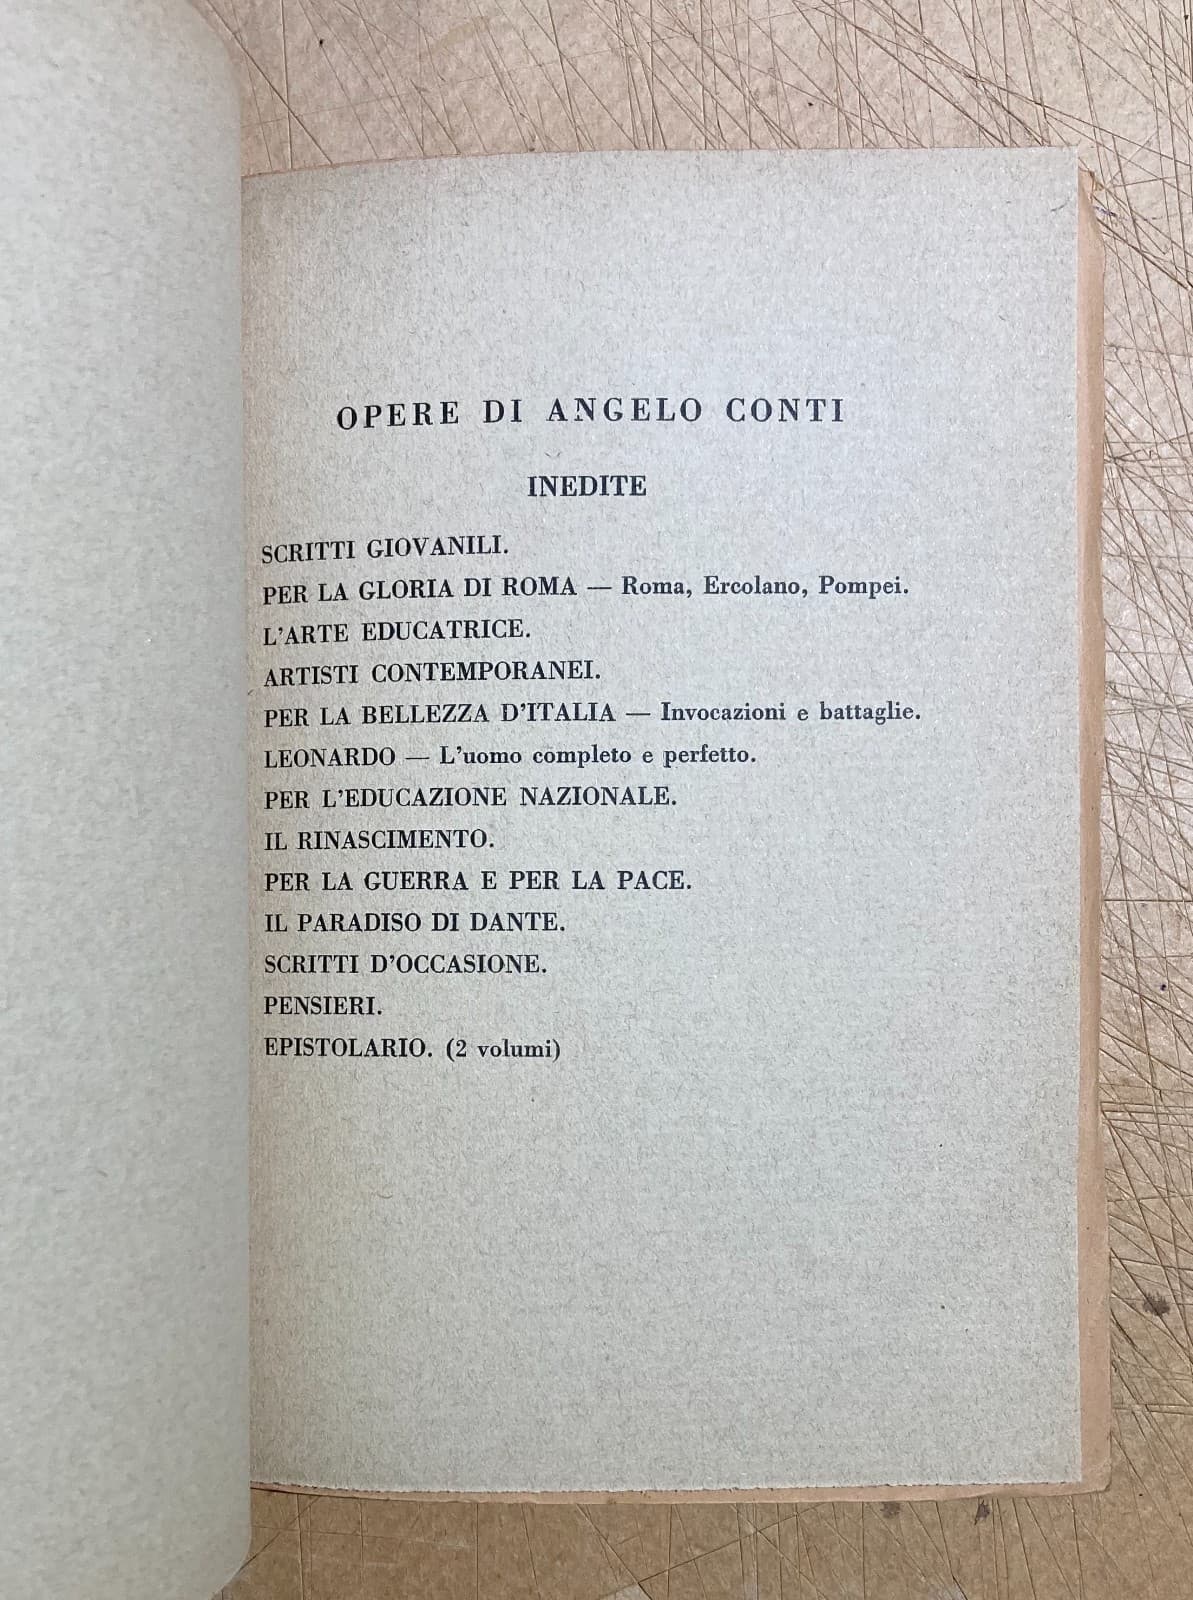 OPERE DI ANGELO CONTI
INEDITE
SCRITTI GIOVANILI.
PER LA GLORIA DI ROMA — Roma, Ercolano, Pompei.
L'ARTE EDUCATRICE.
ARTISTI CONTEMPORANEI.
PER LA BELLEZZA D'ITALIA — Invocazioni e battaglie.
LEONARDO — L'uomo completo e perfetto.
PER L'EDUCAZIONE NAZIONALE.
IL RINASCIMENTO.
PER LA GUERRA E PER LA PACE.
IL PARADISO DI DANTE.
SCRITTI D'OCCASIONE.
PENSIERI.
EPISTOLARIO. (2 volumi)